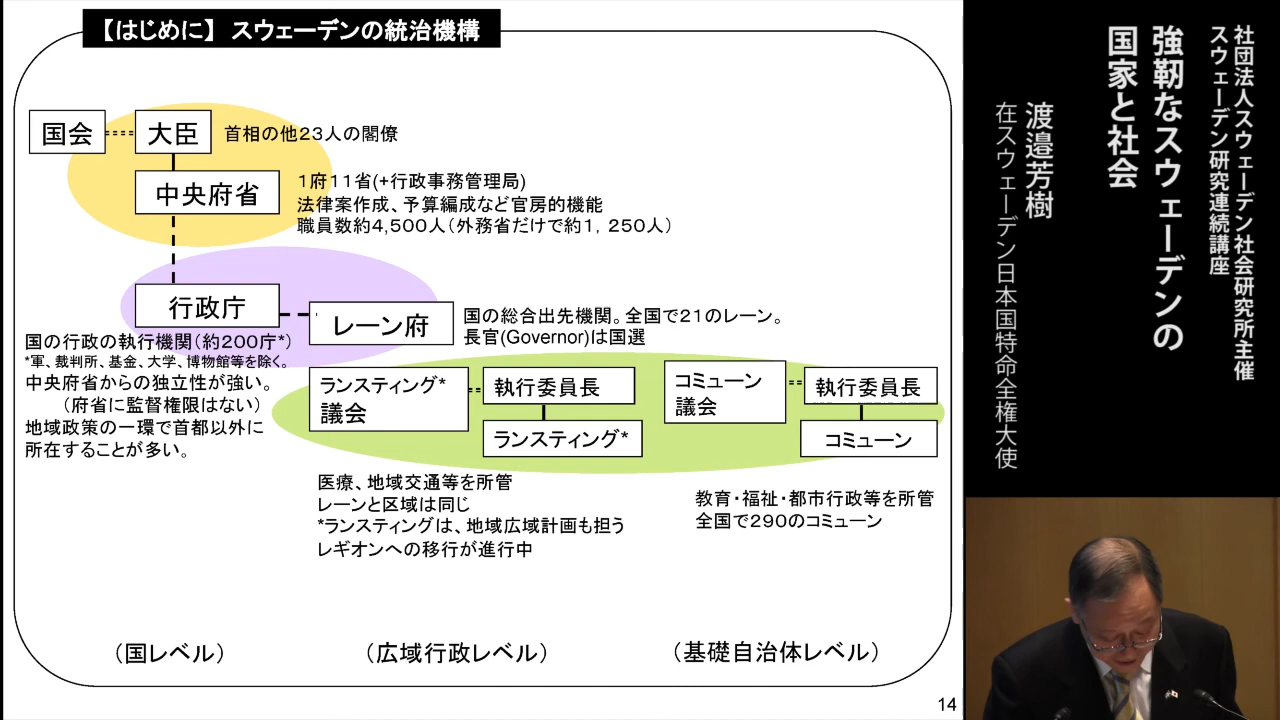 【はじめに】 スウェーデンの統治機構
国会
大臣
首相の他23人の閣僚
中央府省
1府11省(+行政事務管理局)
法律案作成、予算編成など官房的機能
職員数約4,500人(外務省だけで約1, 250人)
行政庁
レーン府
国の総合出先機関。全国で21のレーン。
長官(Governor)は国選
国の行政の執行機関(約200庁*)
*軍、裁判所、基金、大学、博物館等を除く。
中央府省からの独立性が強い。
(府省に監督権限はない)
地域政策の一環で首都以外に
所在することが多い。
ランスティング*
議会
執行委員長
ランスティング*
コミューン
議会
執行委員長
コミューン
医療、地域交通等を所管
レーンと区域は同じ
*ランスティングは、地域広域計画も担う
レギオンへの移行が進行中
教育・福祉・都市行政等を所管
全国で290のコミューン
(国レベル)
(広域行政レベル)
(基礎自治体レベル)
14
社団法人スウェーデン社会研究所主催
スウェーデン研究連続講座
強靭なスウェーデンの
国家と社会
渡邉芳樹
在スウェーデン日本国特命全権大使